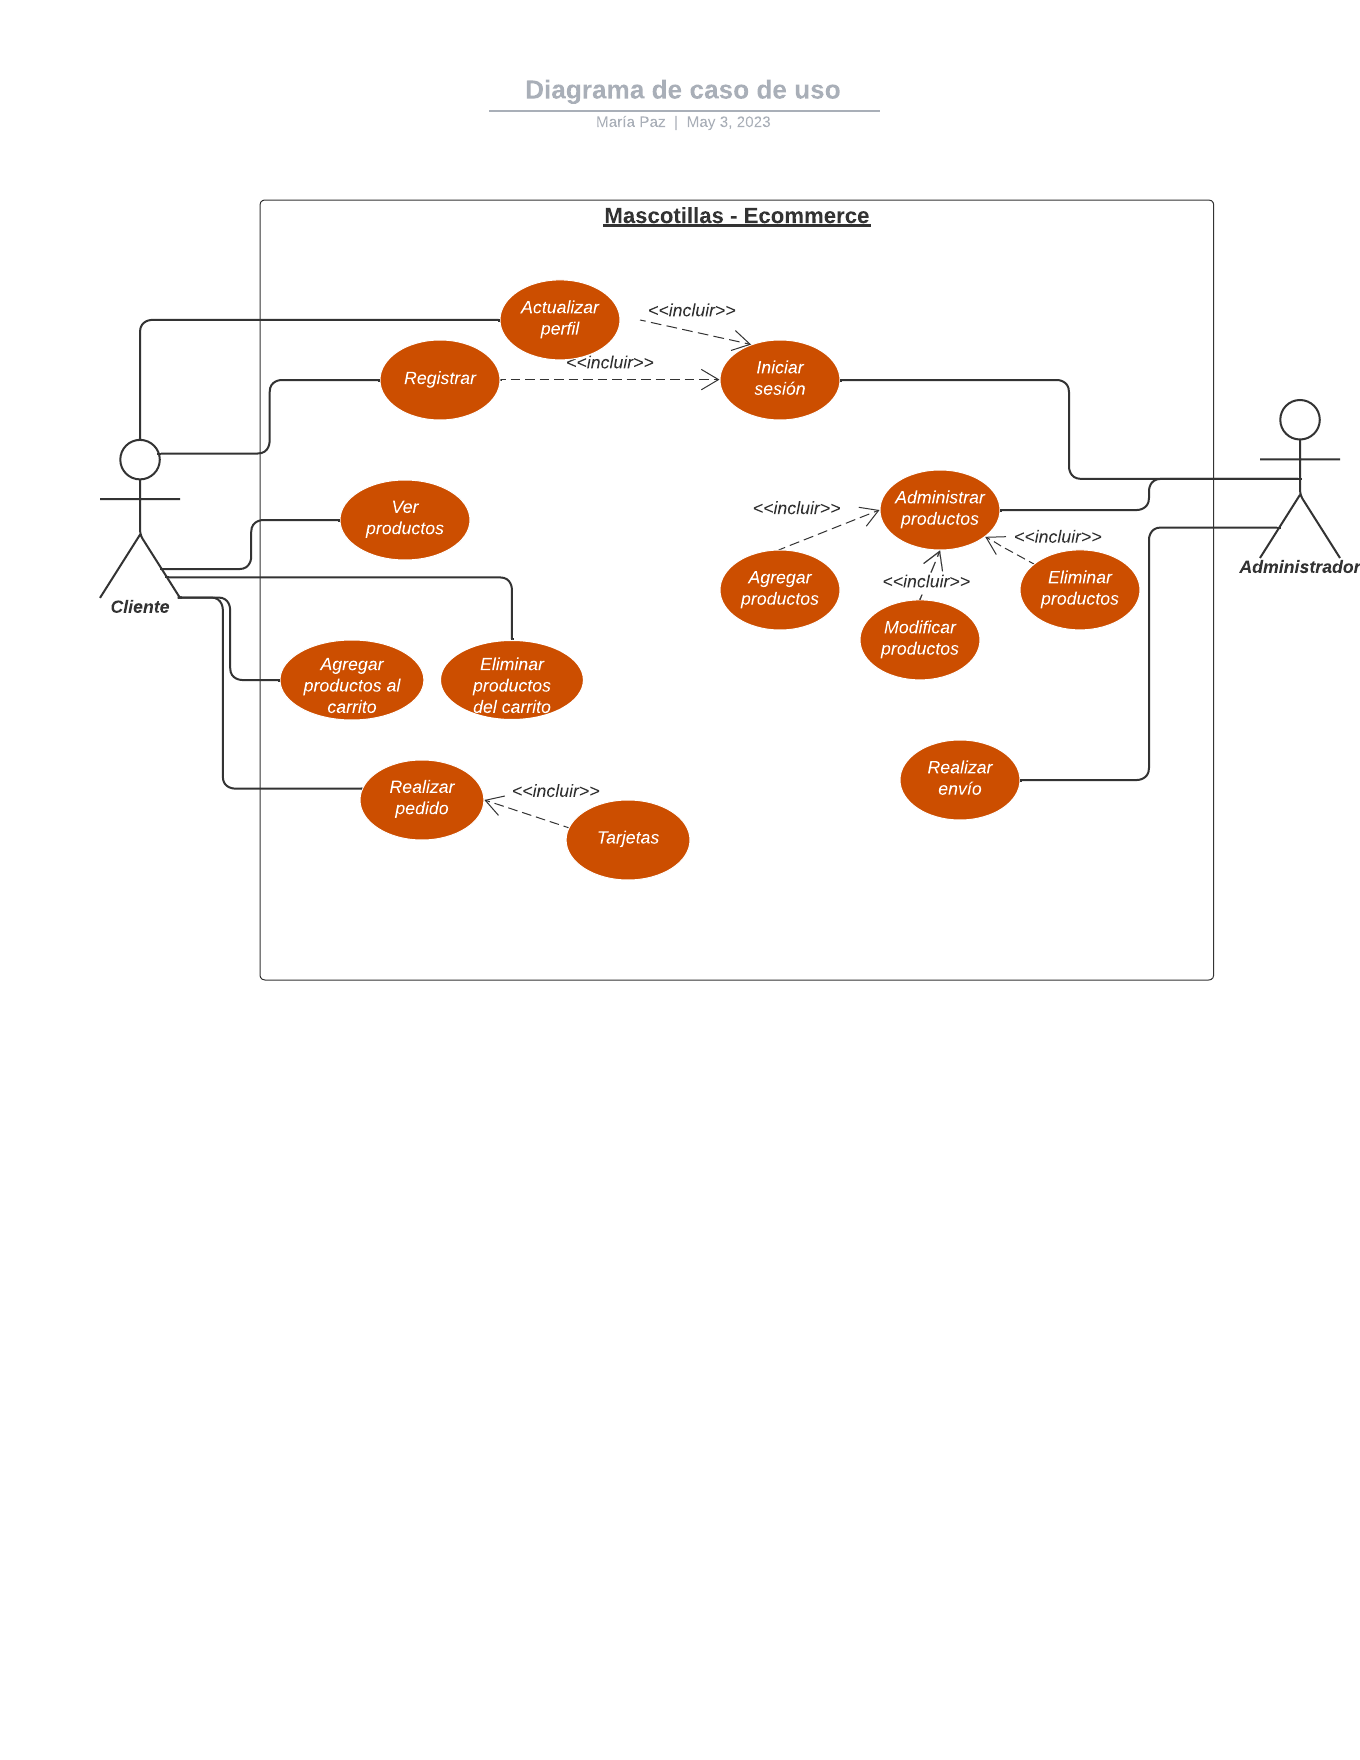 Diagrama de caso de uso
María Paz | May 3, 2023
Mascotillas - Ecommerce
Actualizar
perfil
<<incluir>>
<<incluir>>
Registrar
Iniciar
sesión
Ver
productos
Administrar
productos
<<incluir>>
<<incluir>>
<<incluir>>
Agregar
productos
Modificar
productos
Eliminar
productos
Cliente
Administrador
Agregar
productos al
carrito
Eliminar
productos
del carrito
Realizar
pedido
<<incluir>>
Tarjetas
Realizar
envío